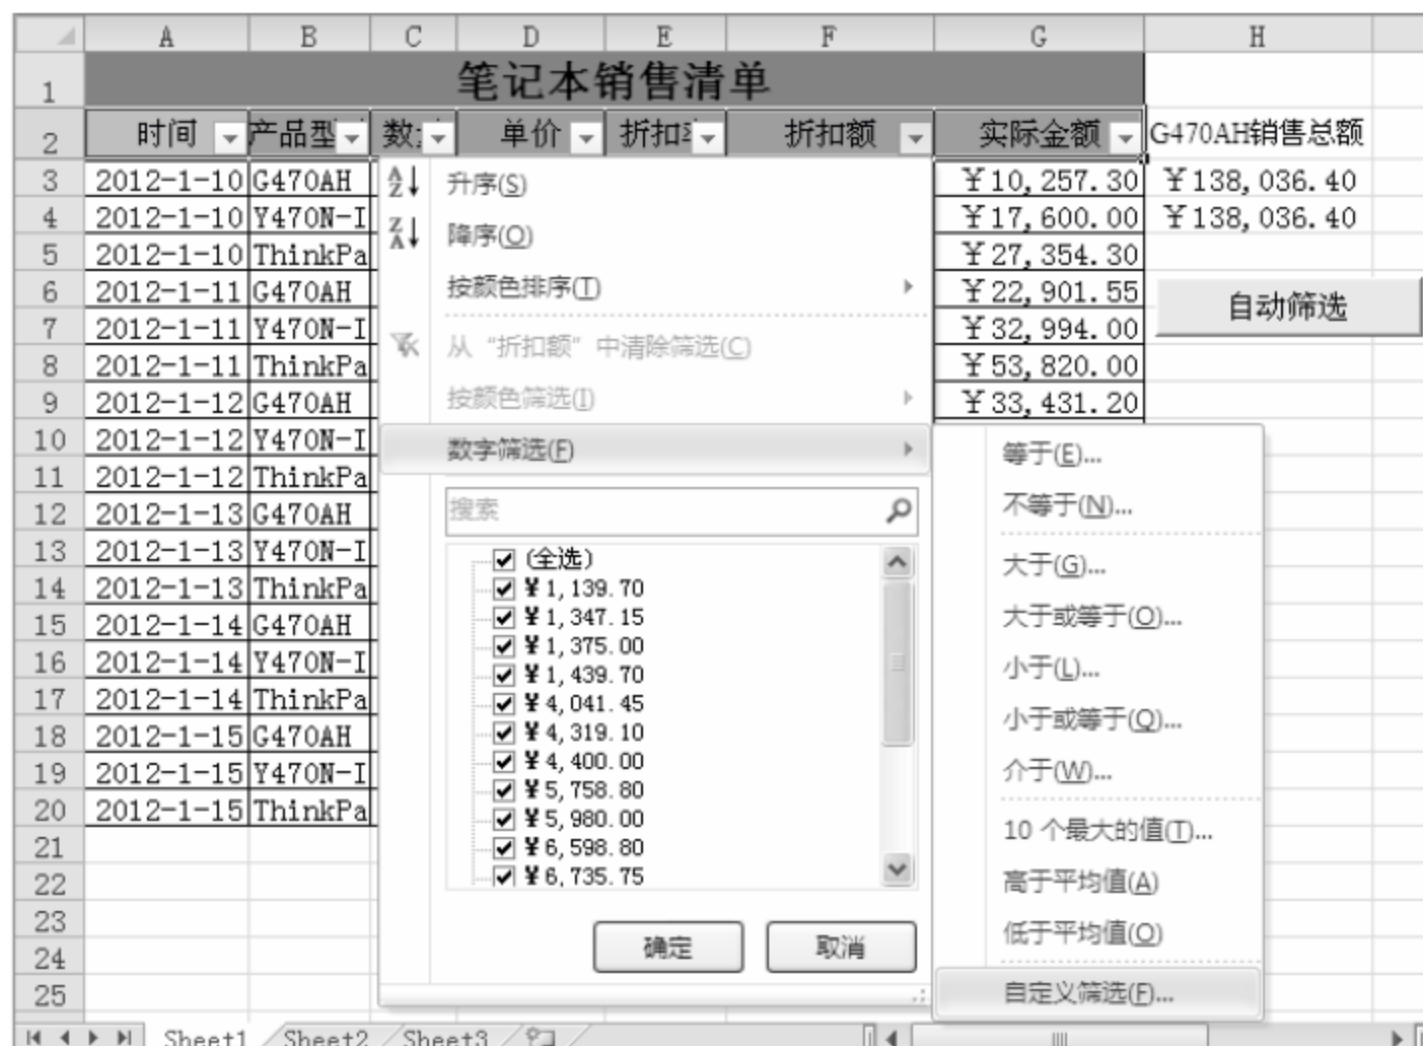 A B C D E F G H
1 笔记本销售清单
2 时间 产品型 数 单价 折扣 折扣额 实际金额 G470AH销售总额
3 2012-1-10 G470AH ￥10,257.30 ￥138,036.40
4 2012-1-10 Y470N-I ￥17,600.00 ￥138,036.40
5 2012-1-10 ThinkPa ￥27,354.30
6 2012-1-11 G470AH ￥22,901.55
自动筛选
7 2012-1-11 Y470N-I ￥32,994.00
8 2012-1-11 ThinkPa ￥53,820.00
9 2012-1-12 G470AH ￥33,431.20
10 2012-1-12 Y470N-I
11 2012-1-12 ThinkPa
12 2012-1-13 G470AH
13 2012-1-13 Y470N-I
14 2012-1-13 ThinkPa
15 2012-1-14 G470AH
16 2012-1-14 Y470N-I
17 2012-1-14 ThinkPa
18 2012-1-15 G470AH
19 2012-1-15 Y470N-I
20 2012-1-15 ThinkPa
21
22
23
24
25
升序(S)
降序(O)
按颜色排序(T)
从“折扣额”中清除筛选(C)
按颜色筛选(I)
数字筛选(F)
搜索
(全选)
￥1,139.70
￥1,347.15
￥1,375.00
￥1,439.70
￥4,041.45
￥4,319.10
￥4,400.00
￥5,758.80
￥5,980.00
￥6,598.80
￥6,735.75
确定 取消
等于(E)...
不等于(N)...
大于(G)...
大于或等于(O)...
小于(L)...
小于或等于(Q)...
介于(W)...
10 个最大的值(T)...
高于平均值(A)
低于平均值(O)
自定义筛选(F)...
Sheet1 Sheet2 Sheet3